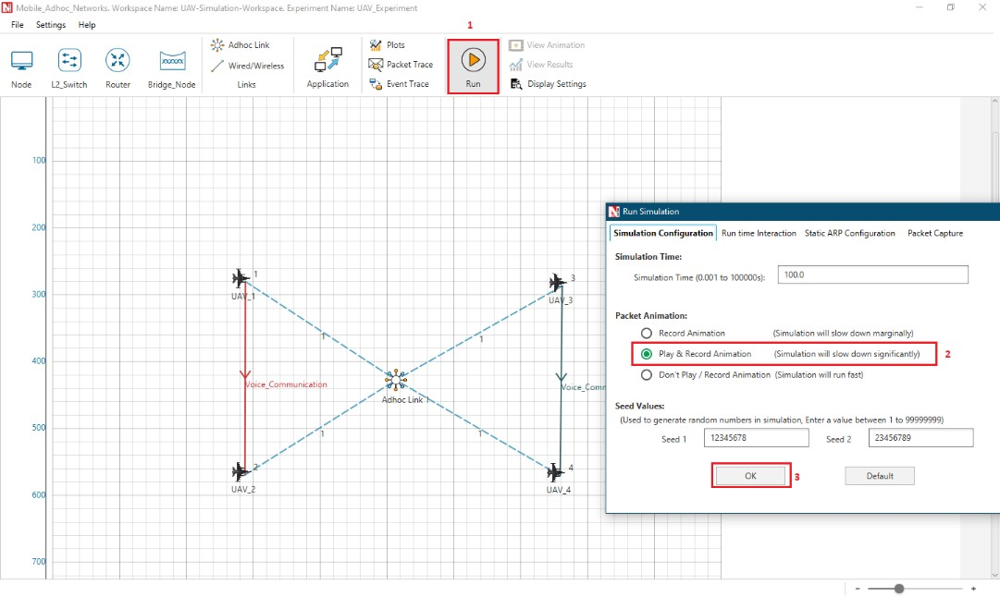 Mobile_Adhoc_Networks. Workspace Name: UAV-Simulation-Workspace. Experiment Name: UAV_Experiment
File Settings Help
1
Node
L2_Switch
Router
Bridge_Node
Adhoc Link
Wired/Wireless
Links
Application
Plots
Packet Trace
Event Trace
Run
View Animation
View Results
Display Settings
100
200
300
400
500
600
700
1
UAV_1
3
UAV_3
1
1
Voice_Communication
Voice_Comm
Adhoc Link 1
1
1
2
UAV_2
4
UAV_4
Run Simulation
Simulation Configuration Run time Interaction Static ARP Configuration Packet Capture
Simulation Time:
Simulation Time (0.001 to 100000s): 100.0
Packet Animation:
Record Animation (Simulation will slow down marginally)
Play & Record Animation (Simulation will slow down significantly) 2
Don't Play / Record Animation (Simulation will run fast)
Seed Values:
(Used to generate random numbers in simulation, Enter a value between 1 to 99999999)
Seed 1 12345678 Seed 2 23456789
OK 3 Default